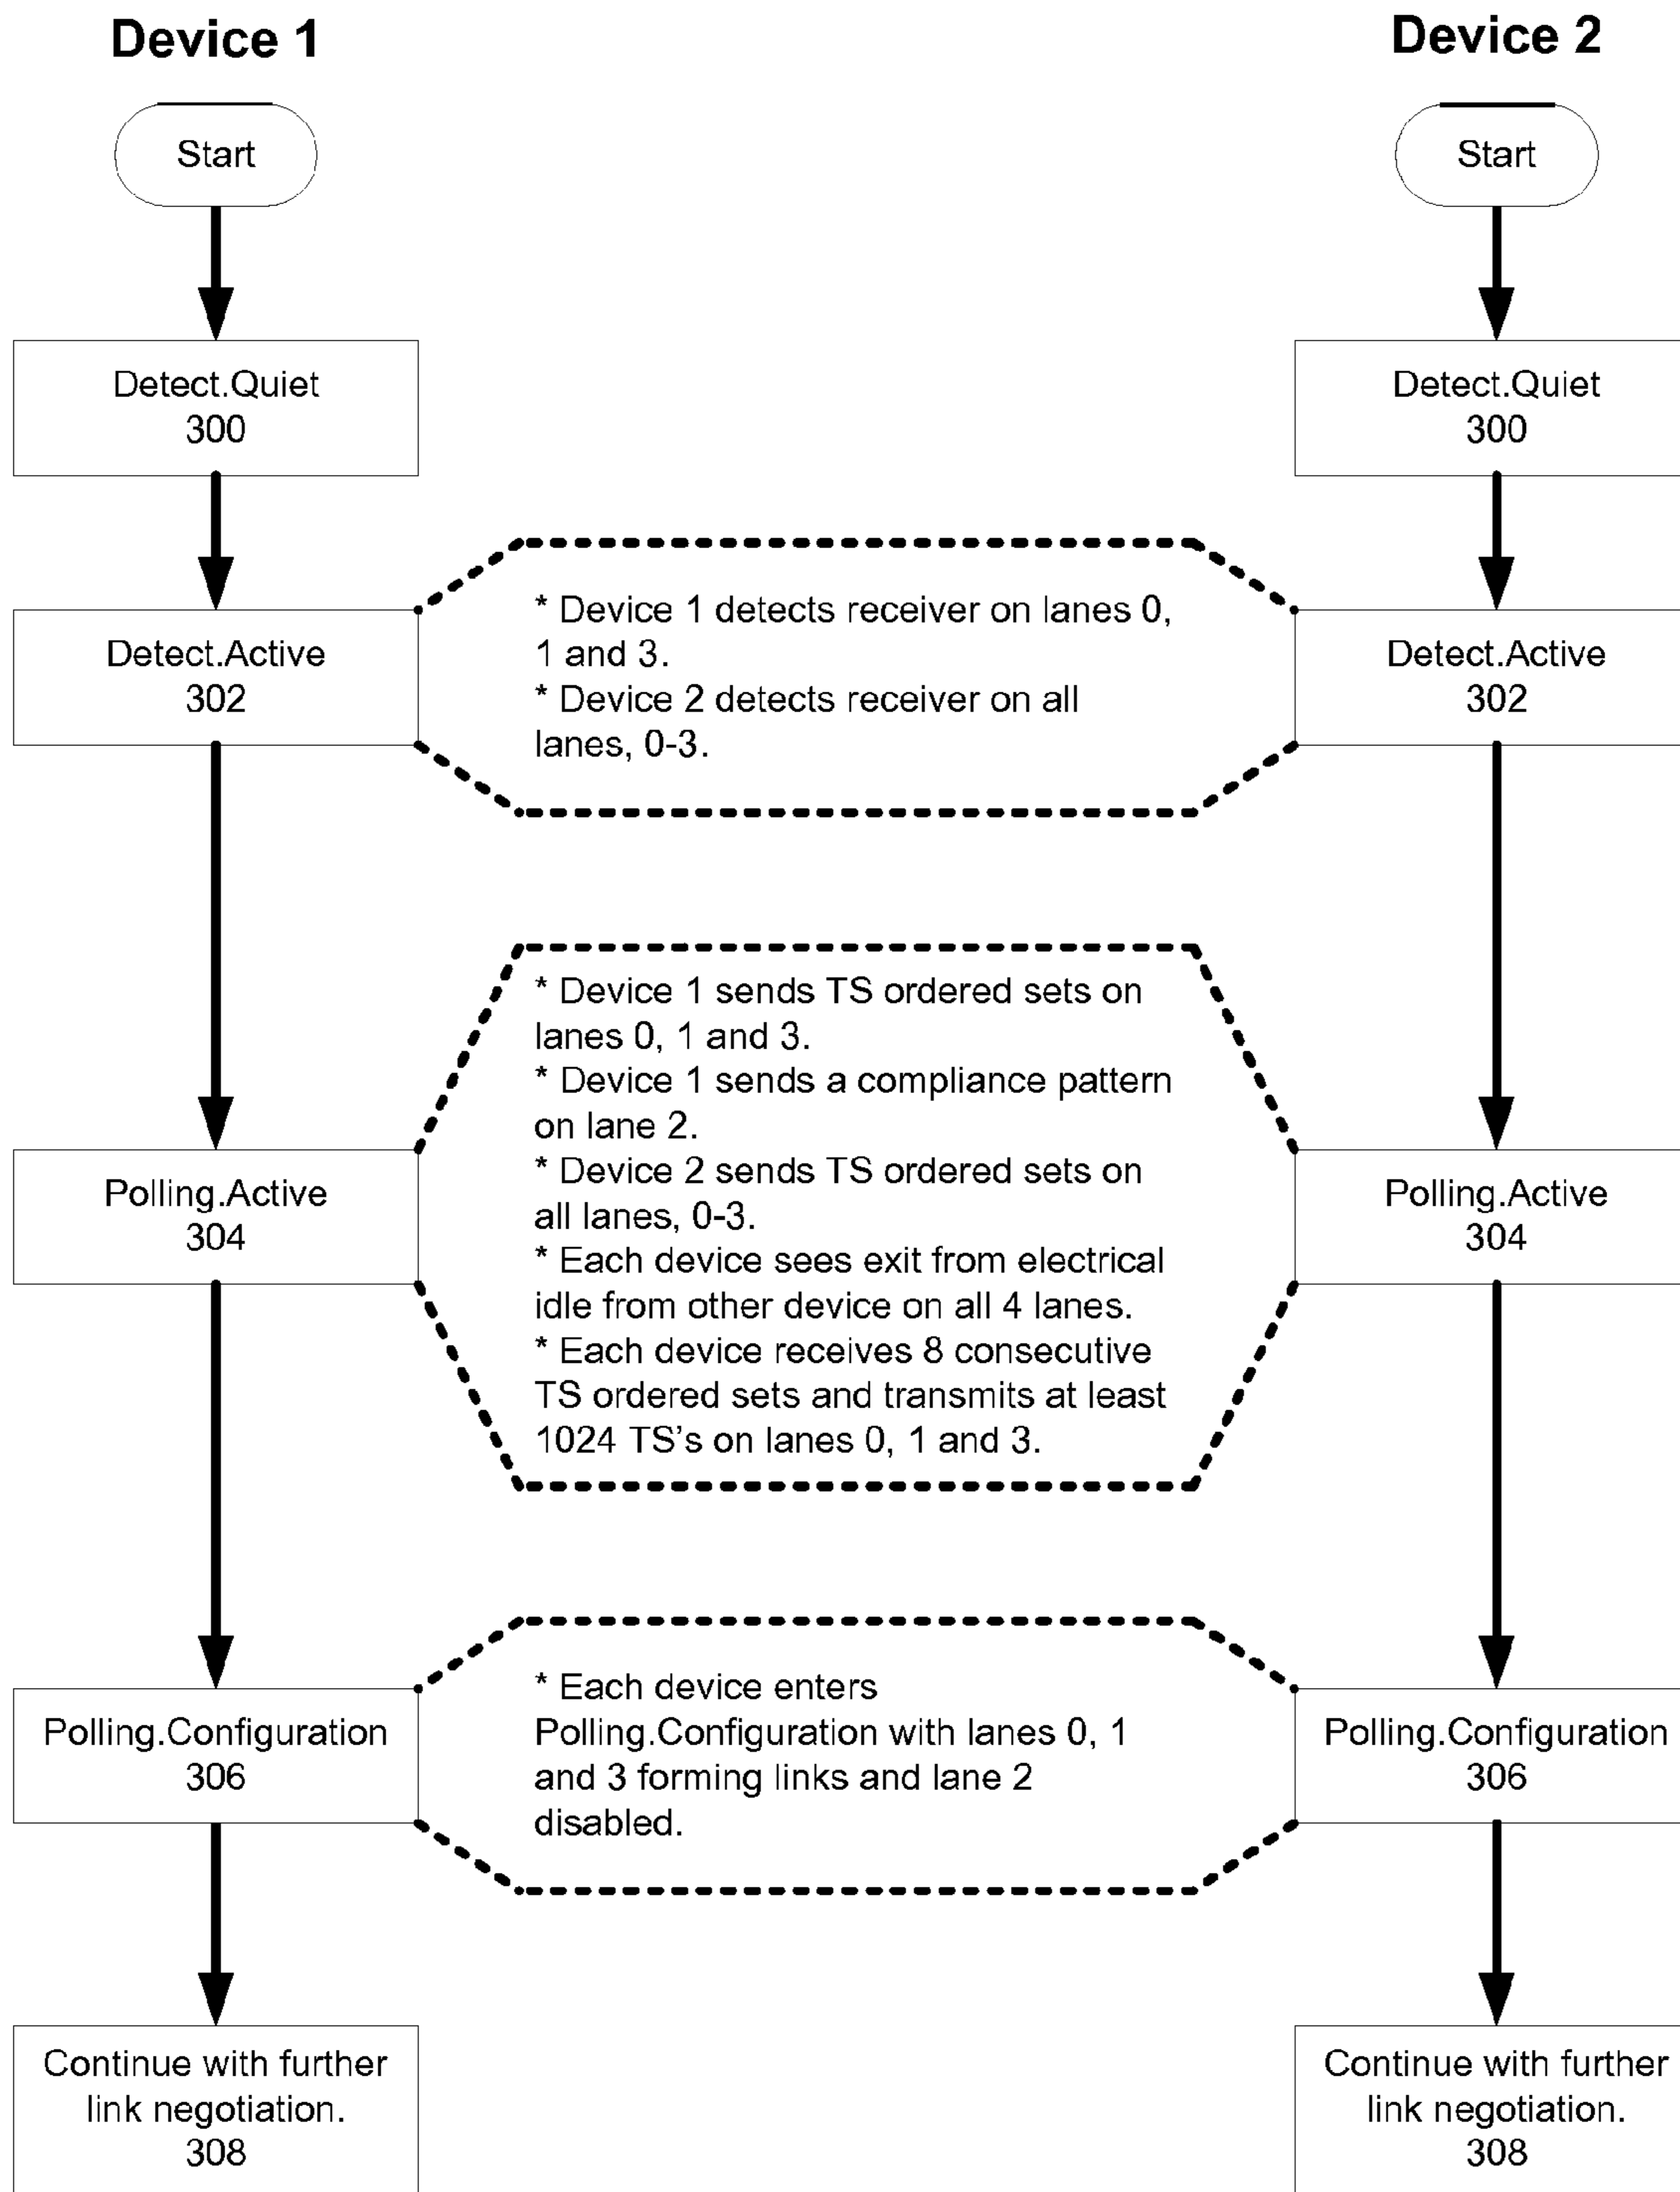 Device 1
Device 2
Start
Start
Detect.Quiet
300
Detect.Quiet
300
* Device 1 detects receiver on lanes 0,
1 and 3.
* Device 2 detects receiver on all
lanes, 0-3.
Detect.Active
302
Detect.Active
302
* Device 1 sends TS ordered sets on
lanes 0, 1 and 3.
* Device 1 sends a compliance pattern
on lane 2.
* Device 2 sends TS ordered sets on
all lanes, 0-3.
* Each device sees exit from electrical
idle from other device on all 4 lanes.
* Each device receives 8 consecutive
TS ordered sets and transmits at least
1024 TS's on lanes 0, 1 and 3.
Polling.Active
304
Polling.Active
304
* Each device enters
Polling.Configuration with lanes 0, 1
and 3 forming links and lane 2
disabled.
Polling.Configuration
306
Polling.Configuration
306
Continue with further
link negotiation.
308
Continue with further
link negotiation.
308